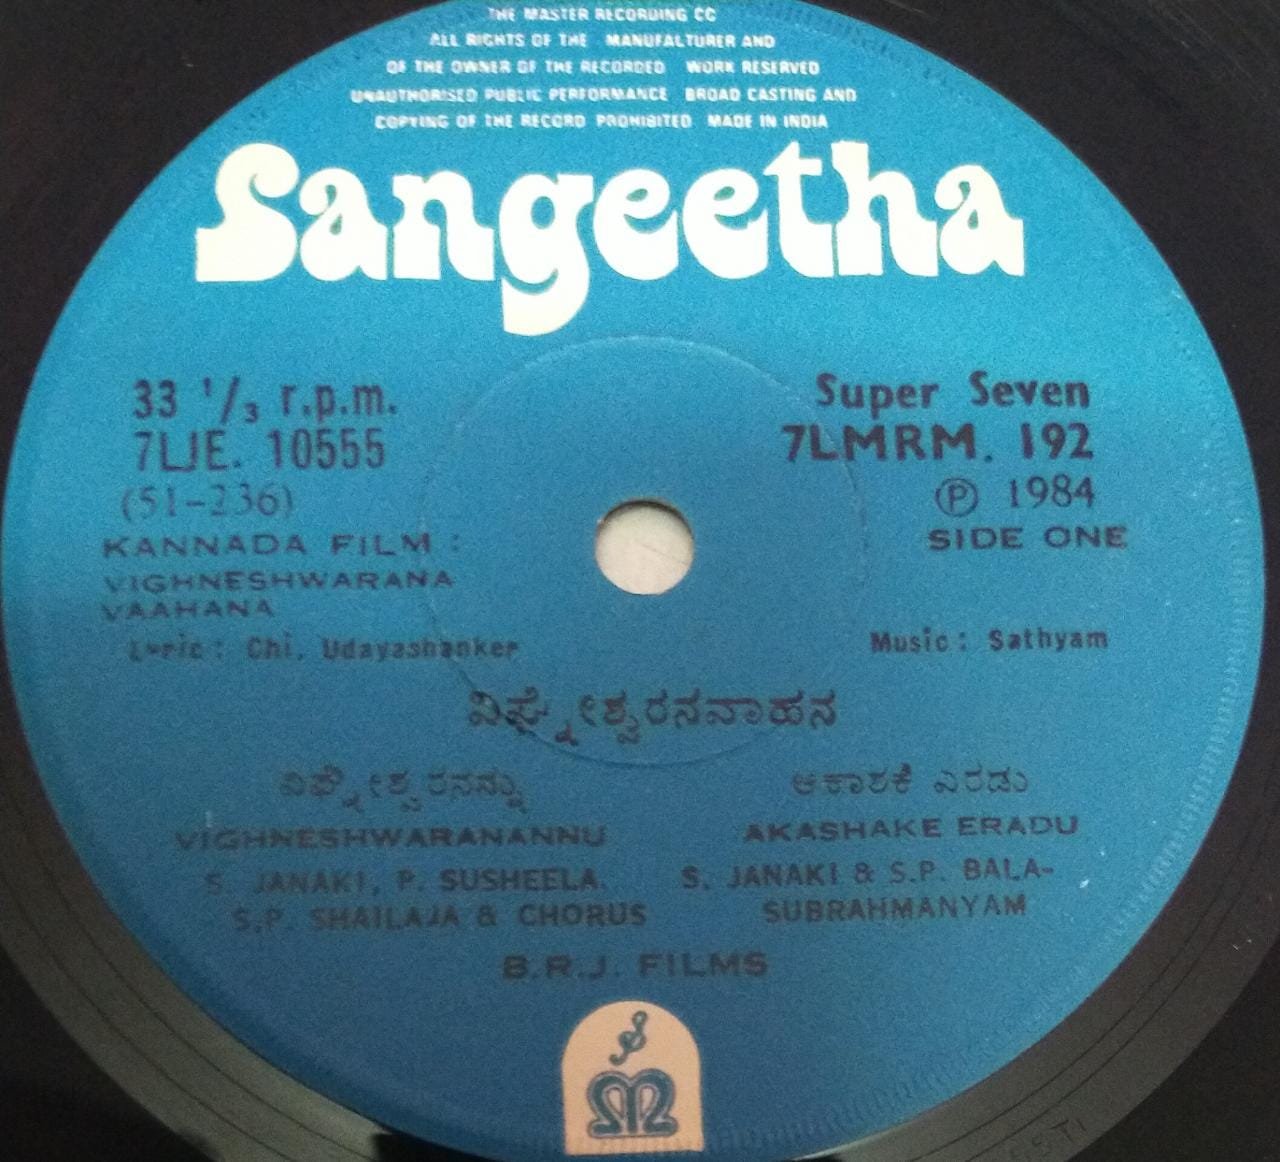 THE MASTER RECORDING CC
ALL RIGHTS OF THE MANUFALTURER AND
OF THE OWNER OF THE RECORDED WORK RESERVED
UNAUTHORISED PUBLIC PERFORMANCE BROAD CASTING AND
COPYING OF THE RECORD PROHIBITED MADE IN INDIA
Sangeetha
33 1/3 r.p.m.
7LJE. 10555
(51-236)
KANNADA FILM :
VIGHNESHWARANA
VAAHANA
Lyric : Chi. Udayashanker
Super Seven
7LMRM. 192
Ⓟ 1984
SIDE ONE
Music : Sathyam
ವಿಘ್ನೇಶ್ವರನವಾಹನ
ವಿಘ್ನೇಶ್ವರನನ್ನು
VIGHNESHWARANANNU
S. JANAKI, P. SUSHEELA.
S.P. SHAILAJA & CHORUS
ಆಕಾಶಕೆ ಎರಡು
AKASHAKE ERADU
S. JANAKI & S.P. BALA-
SUBRAHMANYAM
B.R.J. FILMS